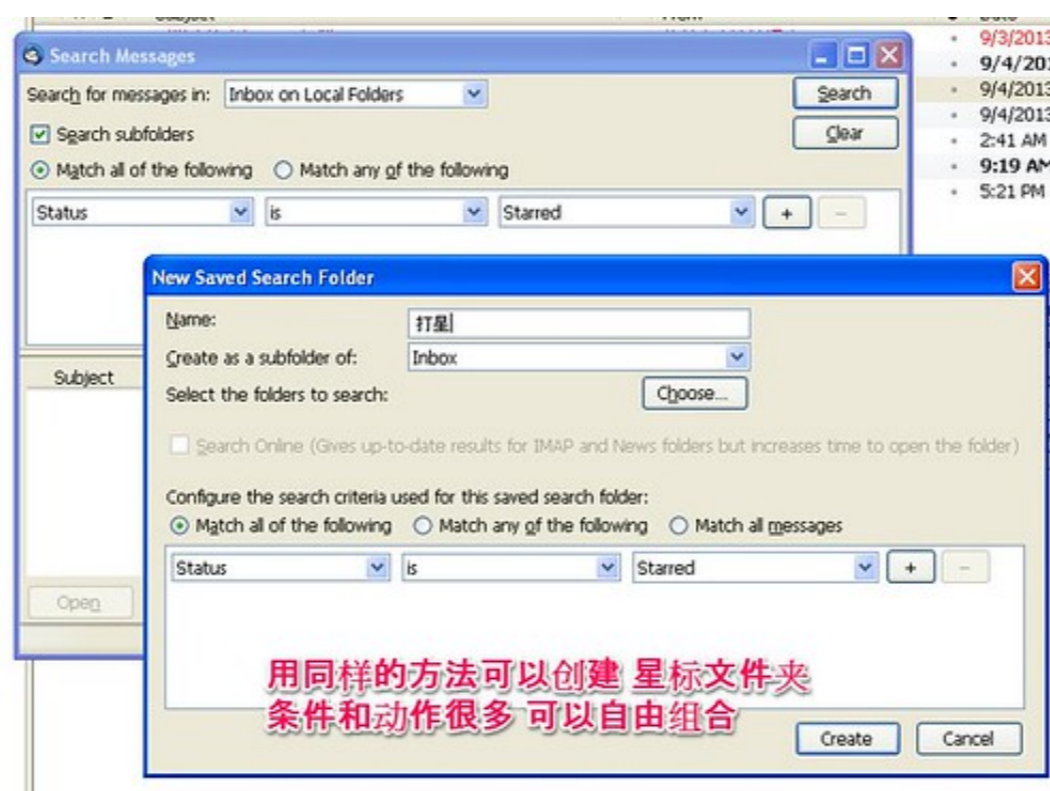 Subject
Date
9/3/2013
Search Messages
9/4/201
Search for messages in: Inbox on Local Folders Search
9/4/2013
Search subfolders Clear
9/4/2013
2:41 AM
Match all of the following Match any of the following
9:19 AM
5:21 PM
Status is Starred + -
New Saved Search Folder
Name: 打星
Create as a subfolder of: Inbox
Subject
Select the folders to search: Choose...
Search Online (Gives up-to-date results for IMAP and News folders but increases time to open the folder)
Configure the search criteria used for this saved search folder:
Match all of the following Match any of the following Match all messages
Status is Starred + -
Open
用同样的方法可以创建 星标文件夹
条件和动作很多 可以自由组合
Create Cancel